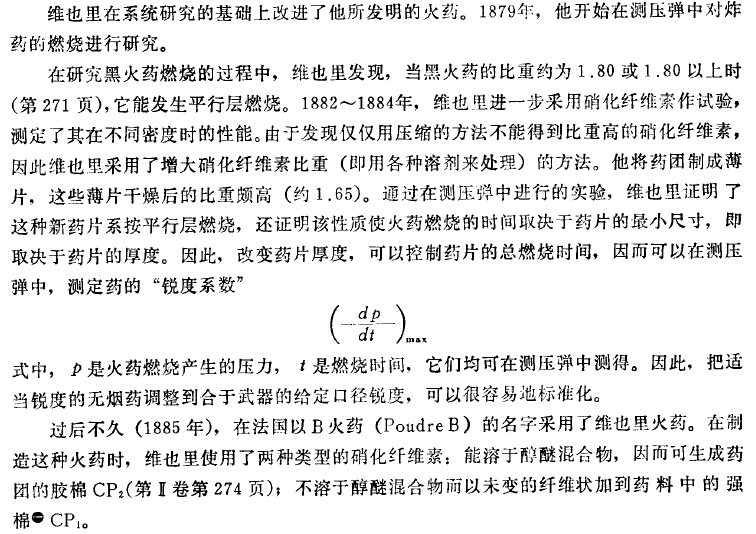 维也里在系统研究的基础上改进了他所发明的火药。1879年，他开始在测压弹中对炸
药的燃烧进行研究。
在研究黑火药燃烧的过程中，维也里发现，当黑火药的比重约为1.80或1.80以上时
(第271页)，它能发生平行层燃烧。1882～1884年，维也里进一步采用硝化纤维素作试验，
测定了其在不同密度时的性能。由于发现仅仅用压缩的方法不能得到比重高的硝化纤维素，
因此维也里采用了增大硝化纤维素比重（即用各种溶剂来处理）的方法。他将药团制成薄
片，这些薄片干燥后的比重颇高（约1.65）。通过在测压弹中进行的实验，维也里证明了
这种新药片系按平行层燃烧，还证明该性质使火药燃烧的时间取决于药片的最小尺寸，即
取决于药片的厚度。因此，改变药片厚度，可以控制药片的总燃烧时间，因而可以在测压
弹中，测定药的“锐度系数”
(dp/dt)max
式中，p是火药燃烧产生的压力，t是燃烧时间，它们均可在测压弹中测得。因此，把适
当锐度的无烟药调整到合于武器的给定口径锐度，可以很容易地标准化。
过后不久（1885年），在法国以B火药（Poudre B）的名字采用了维也里火药。在制
造这种火药时，维也里使用了两种类型的硝化纤维素：能溶于醇醚混合物，因而可生成药
团的胶棉CP₂(第Ⅱ卷第274页)；不溶于醇醚混合物而以未变的纤维状加到药料中的强
棉●CP₁。